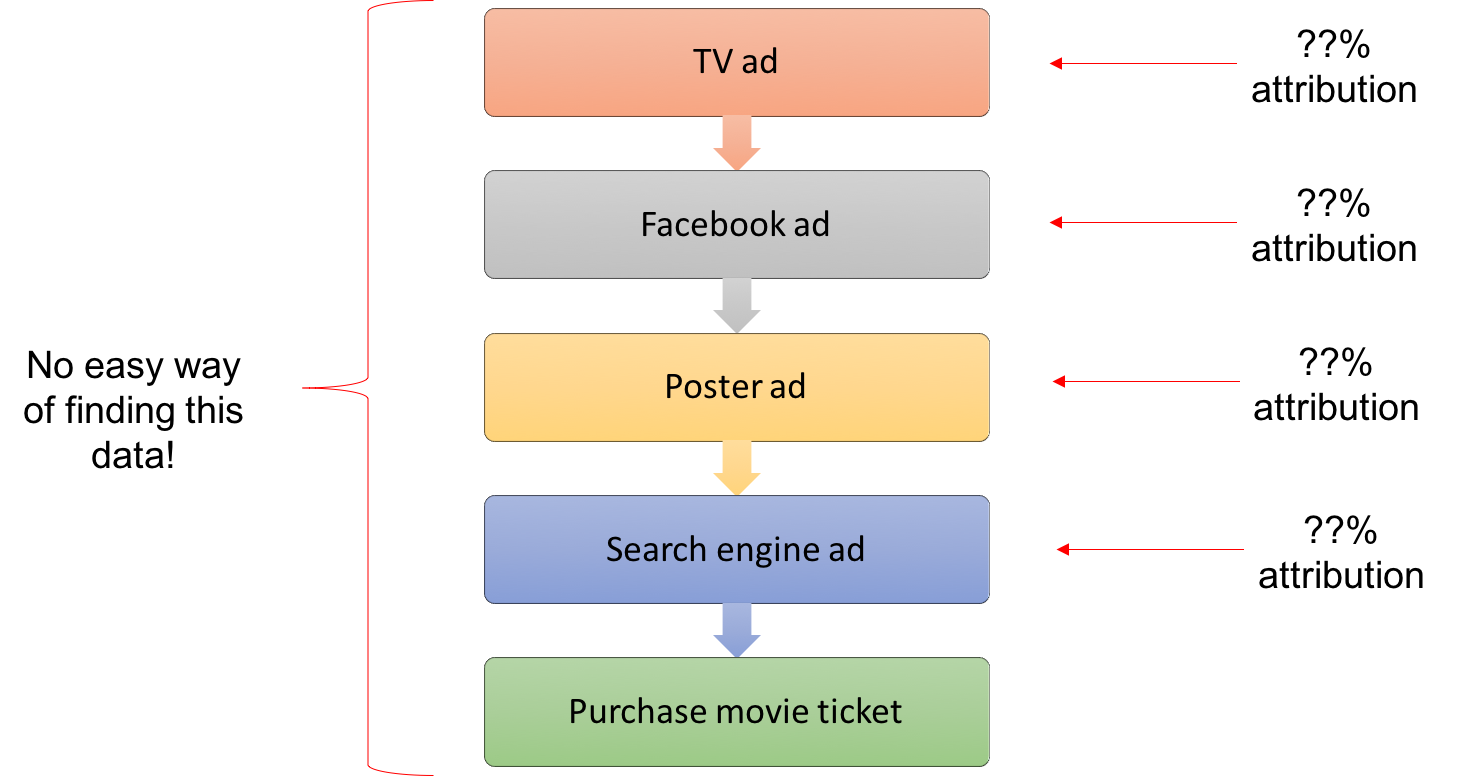 TV ad
??%
attribution
Facebook ad
??%
attribution
No easy way
of finding this
data!
Poster ad
??%
attribution
Search engine ad
??%
attribution
Purchase movie ticket